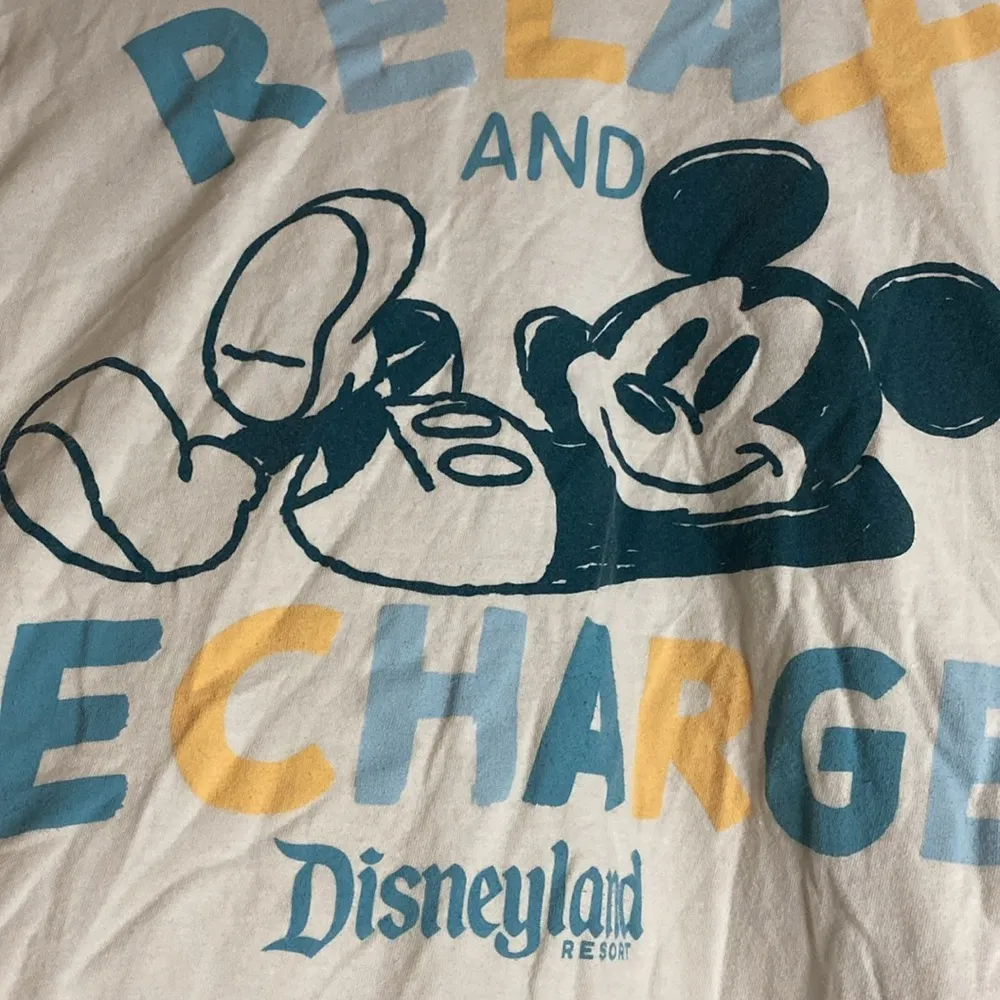 RELAX
AND
ECHARGE
Disneyland
RESORT